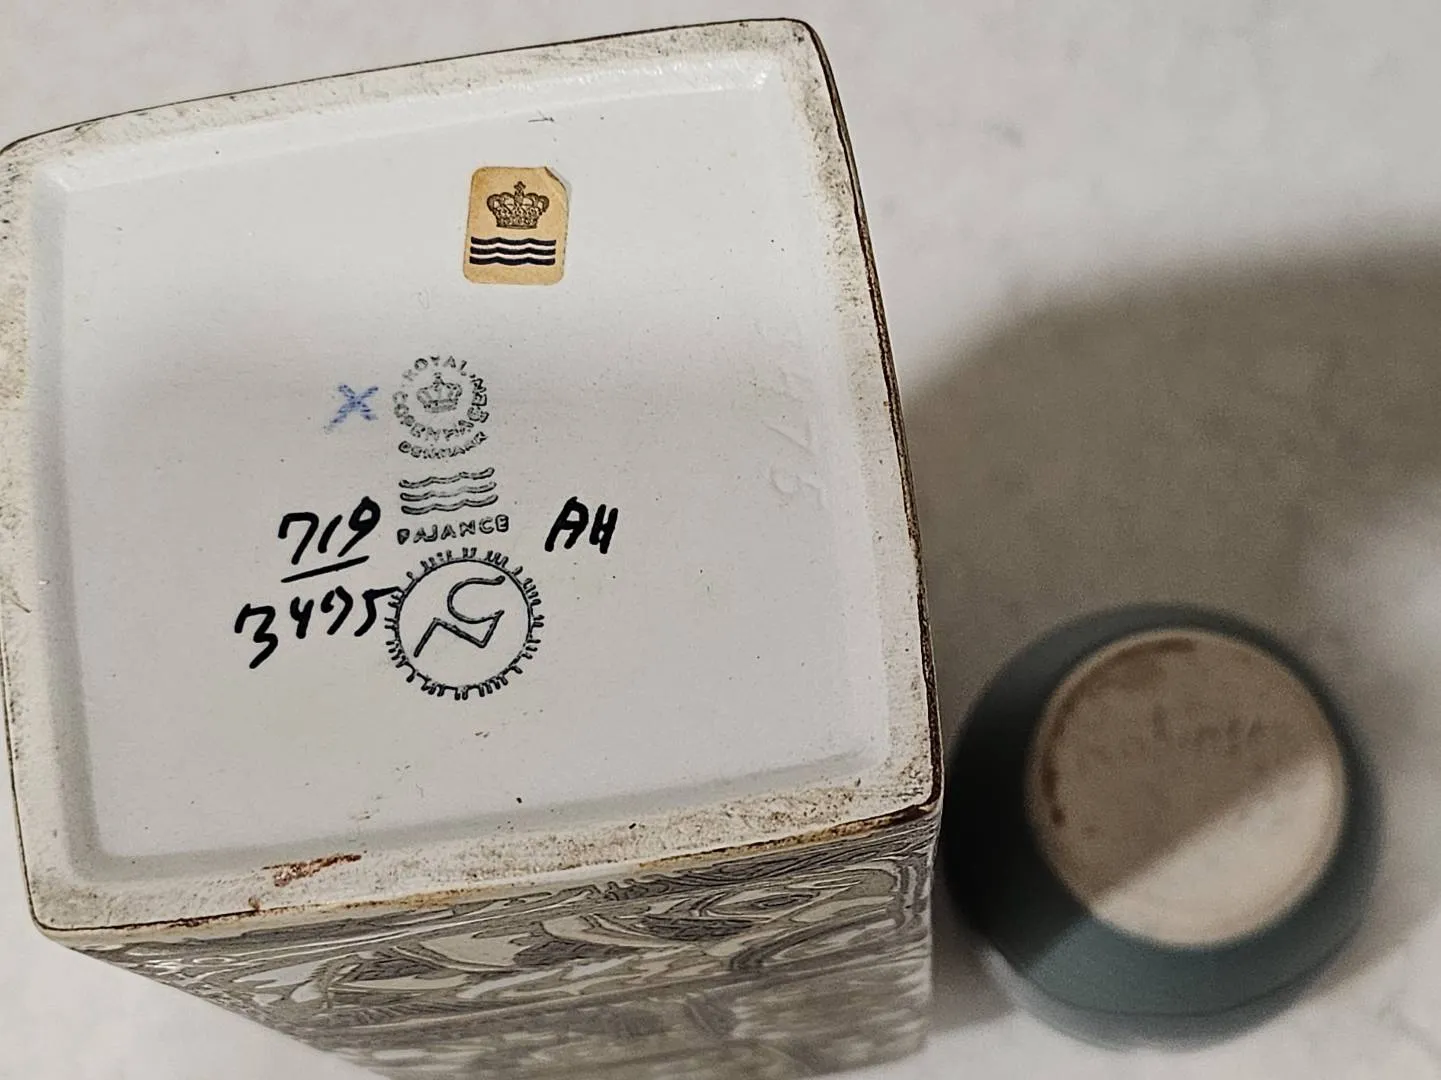 ROYAL COPENHAGEN
DENMARK
X
719
FAJANCE
AH
3495